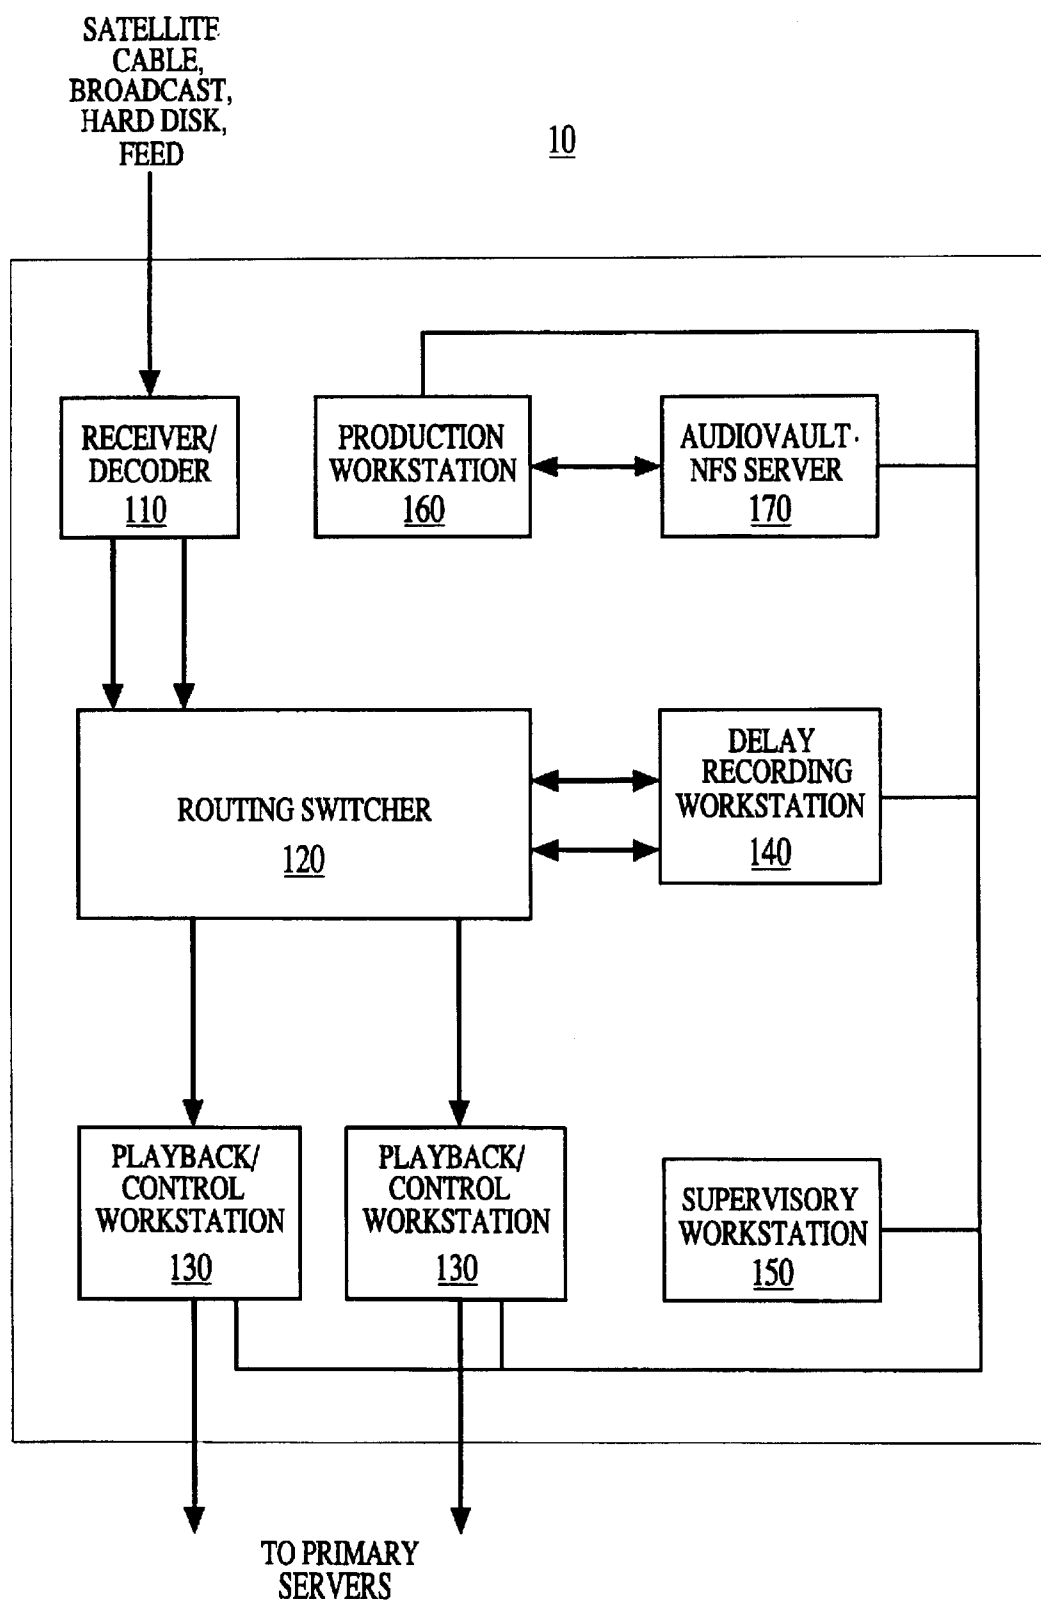 SATELLITE
CABLE,
BROADCAST,
HARD DISK,
FEED
10
RECEIVER/
DECODER
110
PRODUCTION
WORKSTATION
160
AUDIOVAULT·
NFS SERVER
170
ROUTING SWITCHER
120
DELAY
RECORDING
WORKSTATION
140
PLAYBACK/
CONTROL
WORKSTATION
130
PLAYBACK/
CONTROL
WORKSTATION
130
SUPERVISORY
WORKSTATION
150
TO PRIMARY
SERVERS